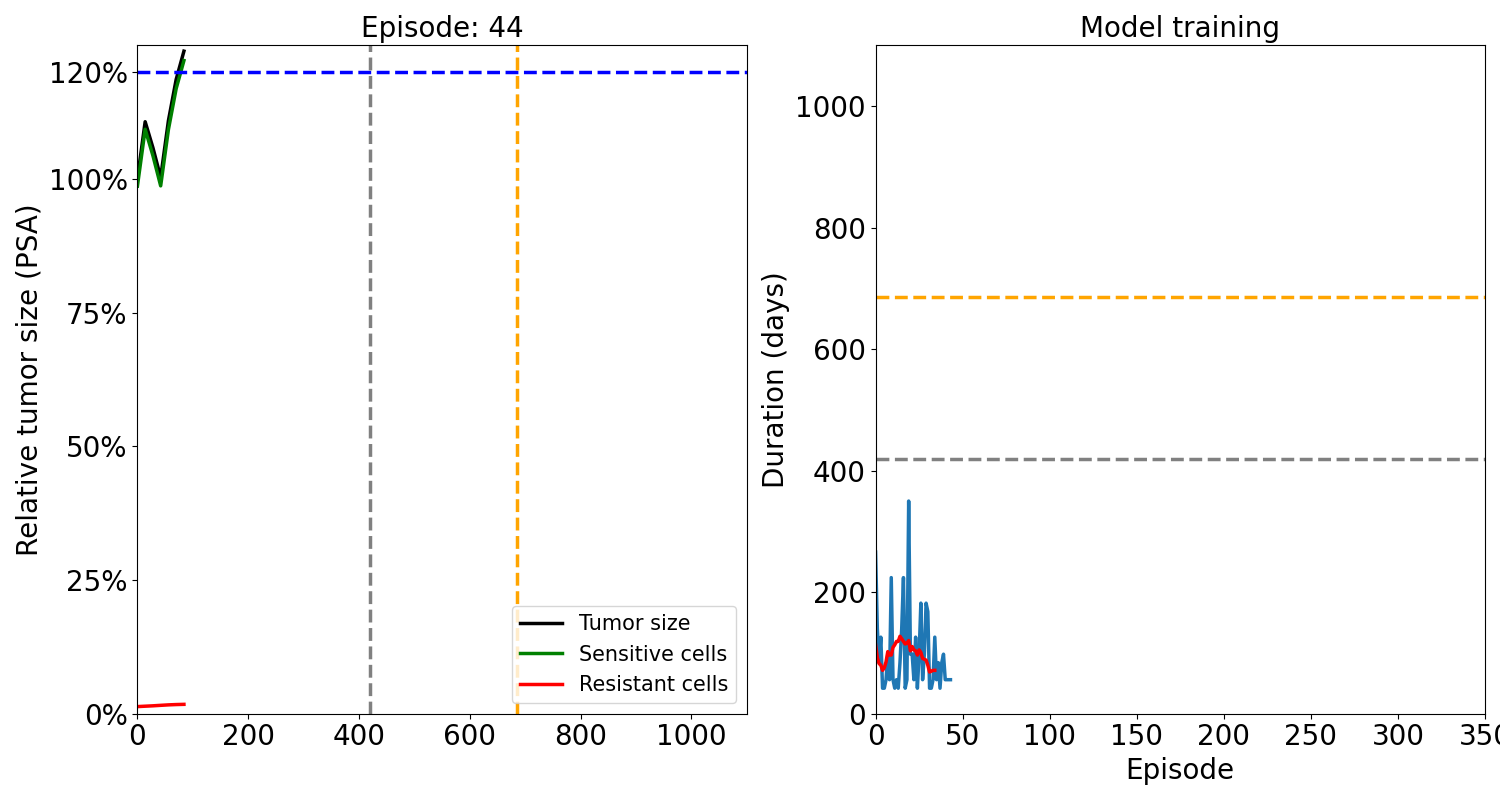 Episode: 44
Relative tumor size (PSA)
120%
100%
75%
50%
25%
0%
0 200 400 600 800 1000
Tumor size
Sensitive cells
Resistant cells
Model training
Duration (days)
1000
800
600
400
200
0
0 50 100 150 200 250 300 350
Episode